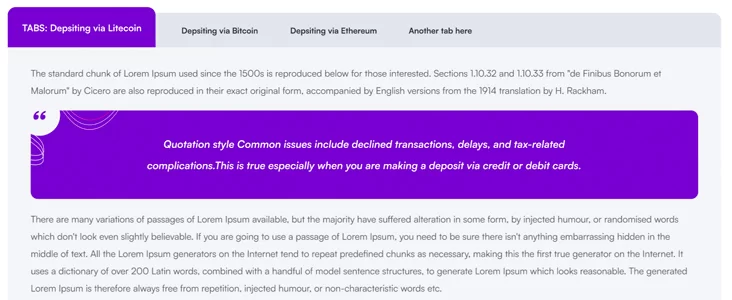 TABS: Depsiting via Litecoin
Depsiting via Bitcoin
Depsiting via Ethereum
Another tab here
The standard chunk of Lorem Ipsum used since the 1500s is reproduced below for those interested. Sections 1.10.32 and 1.10.33 from "de Finibus Bonorum et
Malorum" by Cicero are also reproduced in their exact original form, accompanied by English versions from the 1914 translation by H. Rackham.
“
Quotation style Common issues include declined transactions, delays, and tax-related
complications.This is true especially when you are making a deposit via credit or debit cards.
There are many variations of passages of Lorem Ipsum available, but the majority have suffered alteration in some form, by injected humour, or randomised words
which don't look even slightly believable. If you are going to use a passage of Lorem Ipsum, you need to be sure there isn't anything embarrassing hidden in the
middle of text. All the Lorem Ipsum generators on the Internet tend to repeat predefined chunks as necessary, making this the first true generator on the Internet. It
uses a dictionary of over 200 Latin words, combined with a handful of model sentence structures, to generate Lorem Ipsum which looks reasonable. The generated
Lorem Ipsum is therefore always free from repetition, injected humour, or non-characteristic words etc.